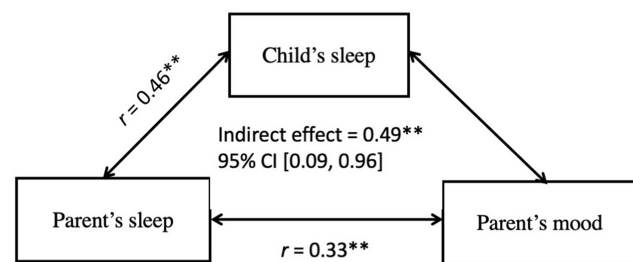 Child's sleep
r = 0.46**
Indirect effect = 0.49**
95% CI [0.09, 0.96]
Parent's sleep
Parent's mood
r = 0.33**